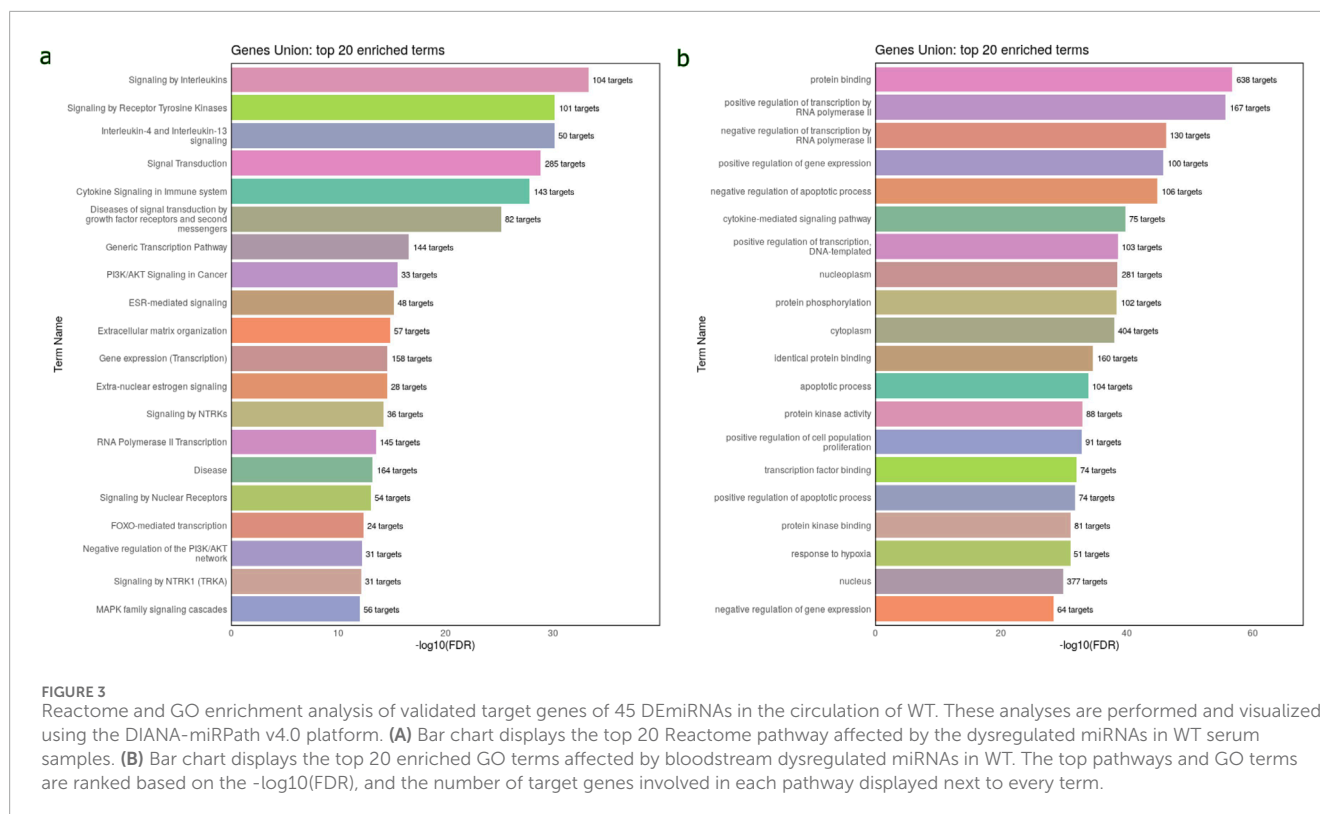 a
Genes Union: top 20 enriched terms
Term Name
Signaling by Interleukins
104 targets
Signaling by Receptor Tyrosine Kinases
101 targets
Interleukin-4 and Interleukin-13
signaling
50 targets
Signal Transduction
285 targets
Cytokine Signaling in Immune system
143 targets
Diseases of signal transduction by
growth factor receptors and second
messengers
82 targets
Generic Transcription Pathway
144 targets
PI3K/AKT Signaling in Cancer
33 targets
ESR-mediated signaling
48 targets
Extracellular matrix organization
57 targets
Gene expression (Transcription)
158 targets
Extra-nuclear estrogen signaling
28 targets
Signaling by NTRKs
36 targets
RNA Polymerase II Transcription
145 targets
Disease
164 targets
Signaling by Nuclear Receptors
54 targets
FOXO-mediated transcription
24 targets
Negative regulation of the PI3K/AKT
network
31 targets
Signaling by NTRK1 (TRKA)
31 targets
MAPK family signaling cascades
56 targets
0 10 20 30
-log10(FDR)
b
Genes Union: top 20 enriched terms
Term Name
protein binding
638 targets
positive regulation of transcription by
RNA polymerase II
167 targets
negative regulation of transcription by
RNA polymerase II
130 targets
positive regulation of gene expression
100 targets
negative regulation of apoptotic process
106 targets
cytokine-mediated signaling pathway
75 targets
positive regulation of transcription,
DNA-templated
103 targets
nucleoplasm
281 targets
protein phosphorylation
102 targets
cytoplasm
404 targets
identical protein binding
160 targets
apoptotic process
104 targets
protein kinase activity
88 targets
positive regulation of cell population
proliferation
91 targets
transcription factor binding
74 targets
positive regulation of apoptotic process
74 targets
protein kinase binding
81 targets
response to hypoxia
51 targets
nucleus
377 targets
negative regulation of gene expression
64 targets
0 20 40 60
-log10(FDR)
FIGURE 3
Reactome and GO enrichment analysis of validated target genes of 45 DEmiRNAs in the circulation of WT. These analyses are performed and visualized
using the DIANA-miRPath v4.0 platform. (A) Bar chart displays the top 20 Reactome pathway affected by the dysregulated miRNAs in WT serum
samples. (B) Bar chart displays the top 20 enriched GO terms affected by bloodstream dysregulated miRNAs in WT. The top pathways and GO terms
are ranked based on the -log10(FDR), and the number of target genes involved in each pathway displayed next to every term.